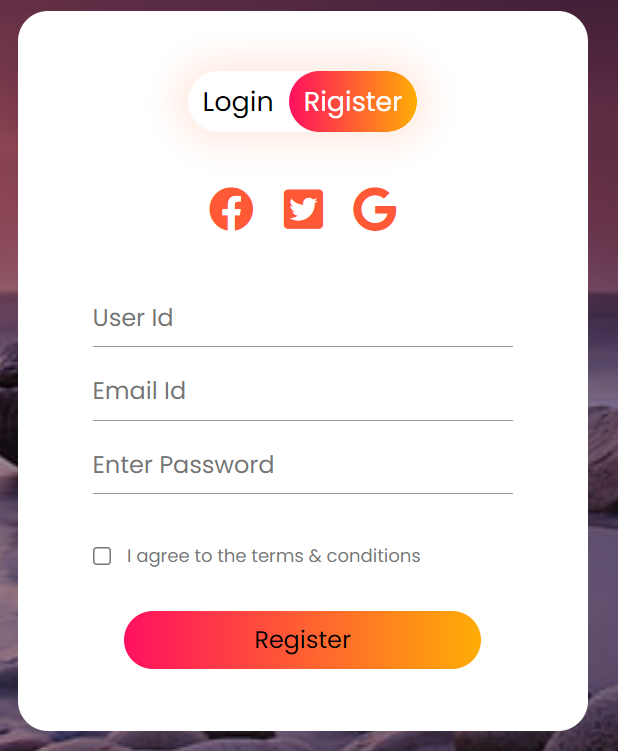 Login Rigister
User Id
Email Id
Enter Password
I agree to the terms & conditions
Register